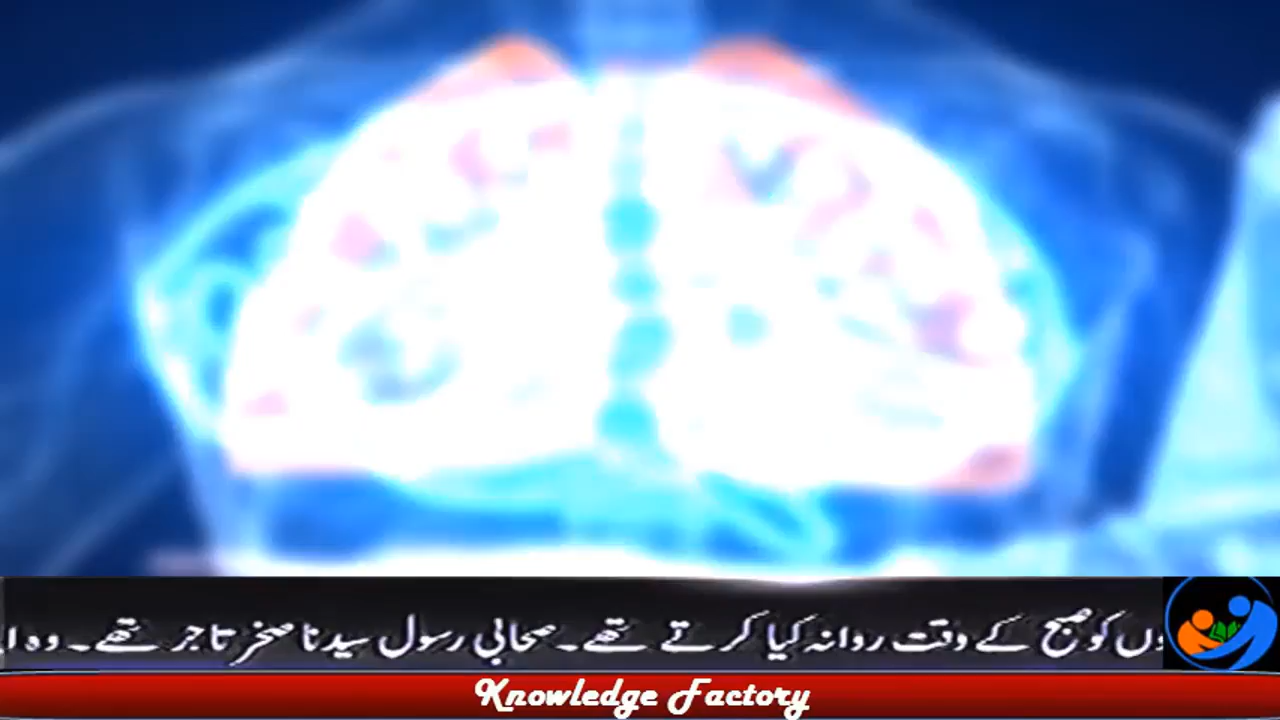 وں کو صبح کے وقت روانہ کیا کرتے تھے۔ صحابی رسول سیدنا صخر تاجر تھے۔ وہ ا
Knowledge Factory